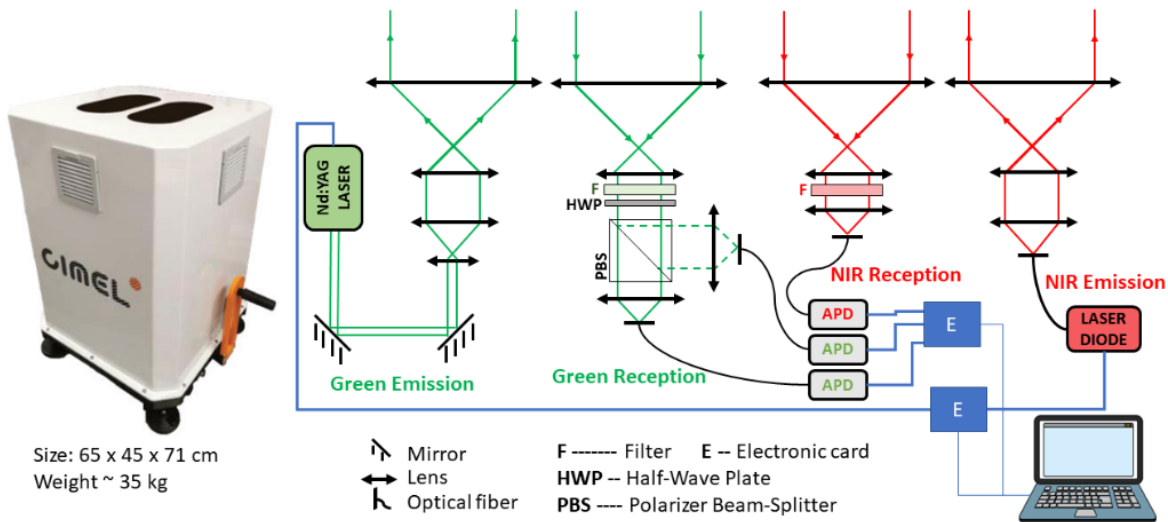 CIMEL
Size: 65 x 45 x 71 cm
Weight ~ 35 kg
Nd:YAG
LASER
Green Emission
F
HWP
PBS
Green Reception
F
NIR Reception
APD
APD
APD
E
E
NIR Emission
LASER
DIODE
Mirror
Lens
Optical fiber
F ------- Filter E -- Electronic card
HWP -- Half-Wave Plate
PBS ---- Polarizer Beam-Splitter